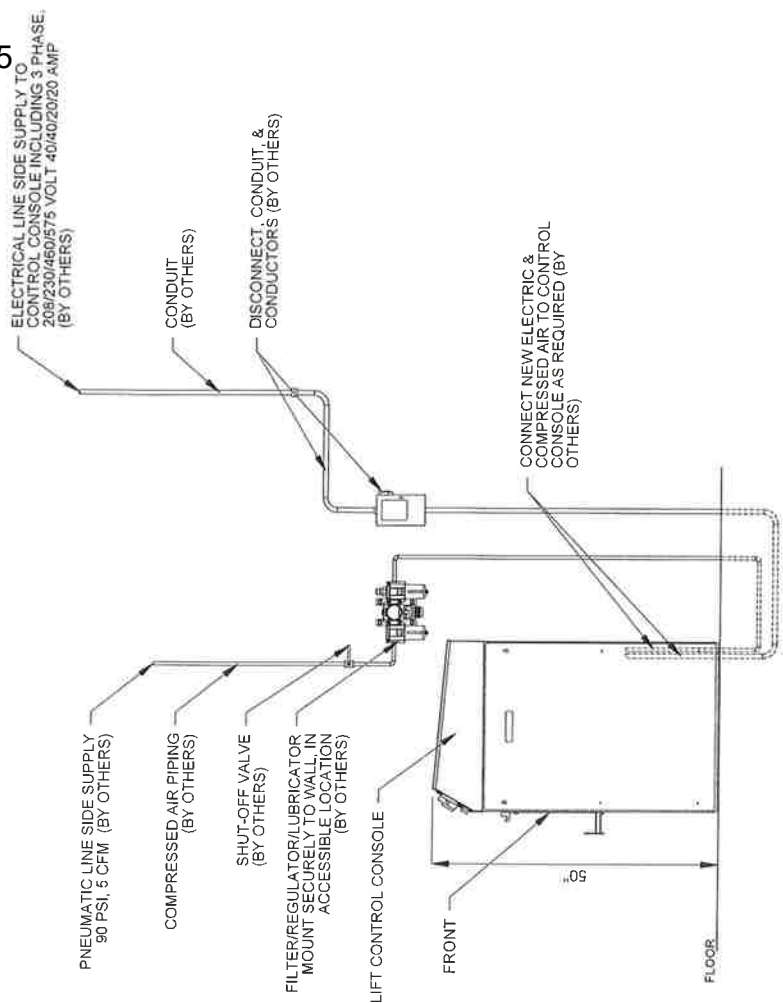 5
ELECTRICAL LINE SIDE SUPPLY TO
CONTROL CONSOLE INCLUDING 3 PHASE,
208/230/460/575 VOLT 40/40/20/20 AMP
(BY OTHERS)
CONDUIT
(BY OTHERS)
DISCONNECT, CONDUIT, &
CONDUCTORS (BY OTHERS)
CONNECT NEW ELECTRIC &
COMPRESSED AIR TO CONTROL
CONSOLE AS REQUIRED (BY
OTHERS)
PNEUMATIC LINE SIDE SUPPLY
90 PSI, 5 CFM (BY OTHERS)
COMPRESSED AIR PIPING
(BY OTHERS)
SHUT-OFF VALVE
(BY OTHERS)
FILTER/REGULATOR/LUBRICATOR
MOUNT SECURELY TO WALL, IN
ACCESSIBLE LOCATION
(BY OTHERS)
LIFT CONTROL CONSOLE
FRONT
50"
FLOOR